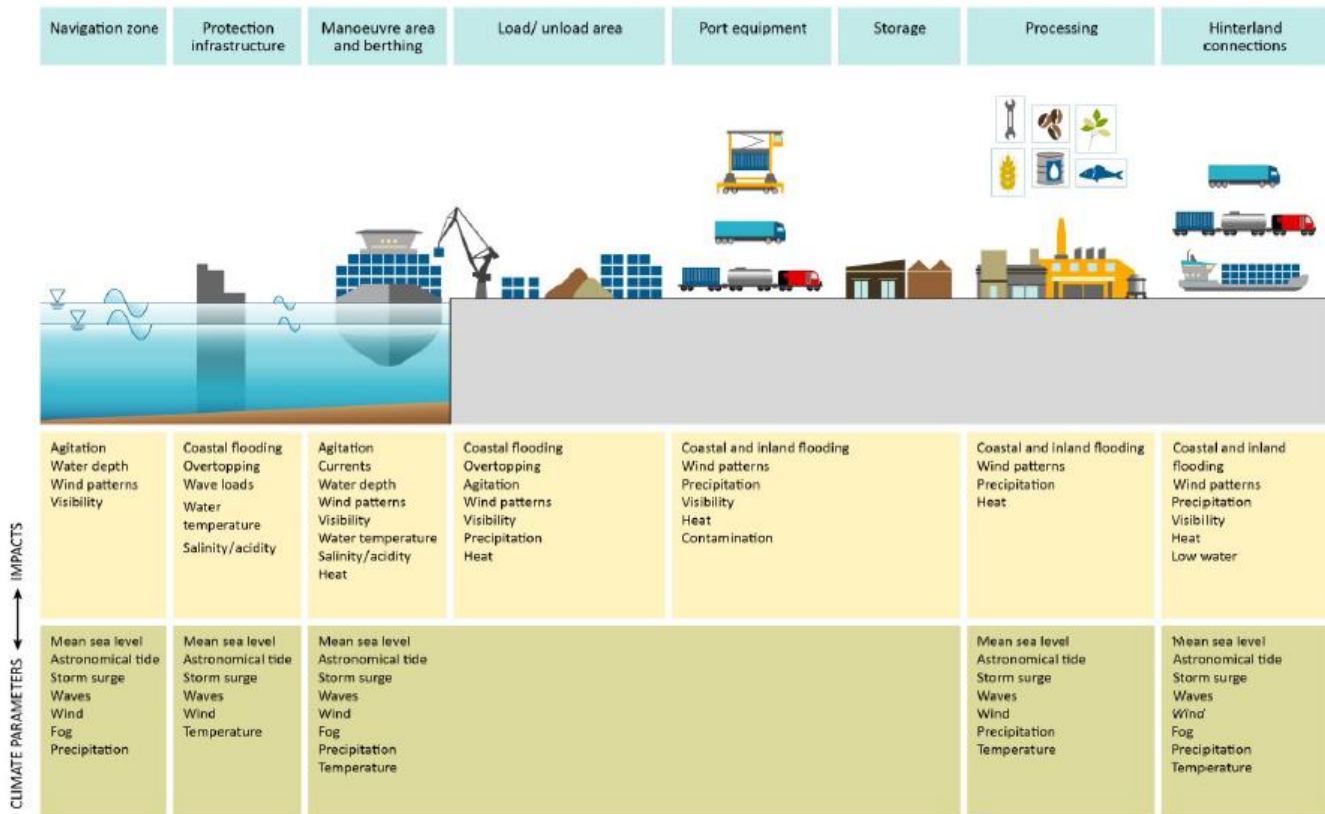 Navigation zone
Protection
infrastructure
Manoeuvre area
and berthing
Load/ unload area
Port equipment
Storage
Processing
Hinterland
connections
IMPACTS
Agitation
Water depth
Wind patterns
Visibility
Coastal flooding
Overtopping
Wave loads
Water
temperature
Salinity/acidity
Agitation
Currents
Water depth
Wind patterns
Visibility
Water temperature
Salinity/acidity
Heat
Coastal flooding
Overtopping
Agitation
Wind patterns
Visibility
Precipitation
Heat
Coastal and inland flooding
Wind patterns
Precipitation
Visibility
Heat
Contamination
Coastal and inland flooding
Wind patterns
Precipitation
Heat
Coastal and inland
flooding
Wind patterns
Precipitation
Visibility
Heat
Low water
CLIMATE PARAMETERS
Mean sea level
Astronomical tide
Storm surge
Waves
Wind
Fog
Precipitation
Mean sea level
Astronomical tide
Storm surge
Waves
Wind
Temperature
Mean sea level
Astronomical tide
Storm surge
Waves
Wind
Fog
Precipitation
Temperature
Mean sea level
Astronomical tide
Storm surge
Waves
Wind
Precipitation
Temperature
Mean sea level
Astronomical tide
Storm surge
Waves
Wind
Fog
Precipitation
Temperature